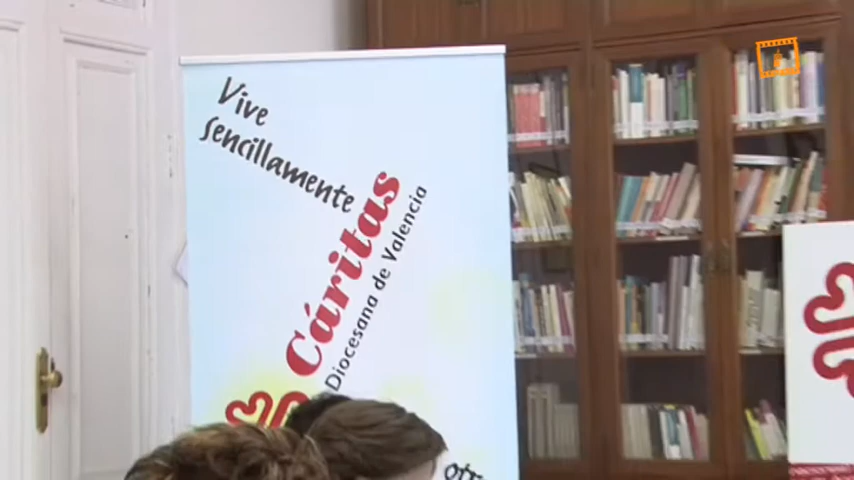 Vive
sencillamente
Cáritas
Diocesana de Valencia